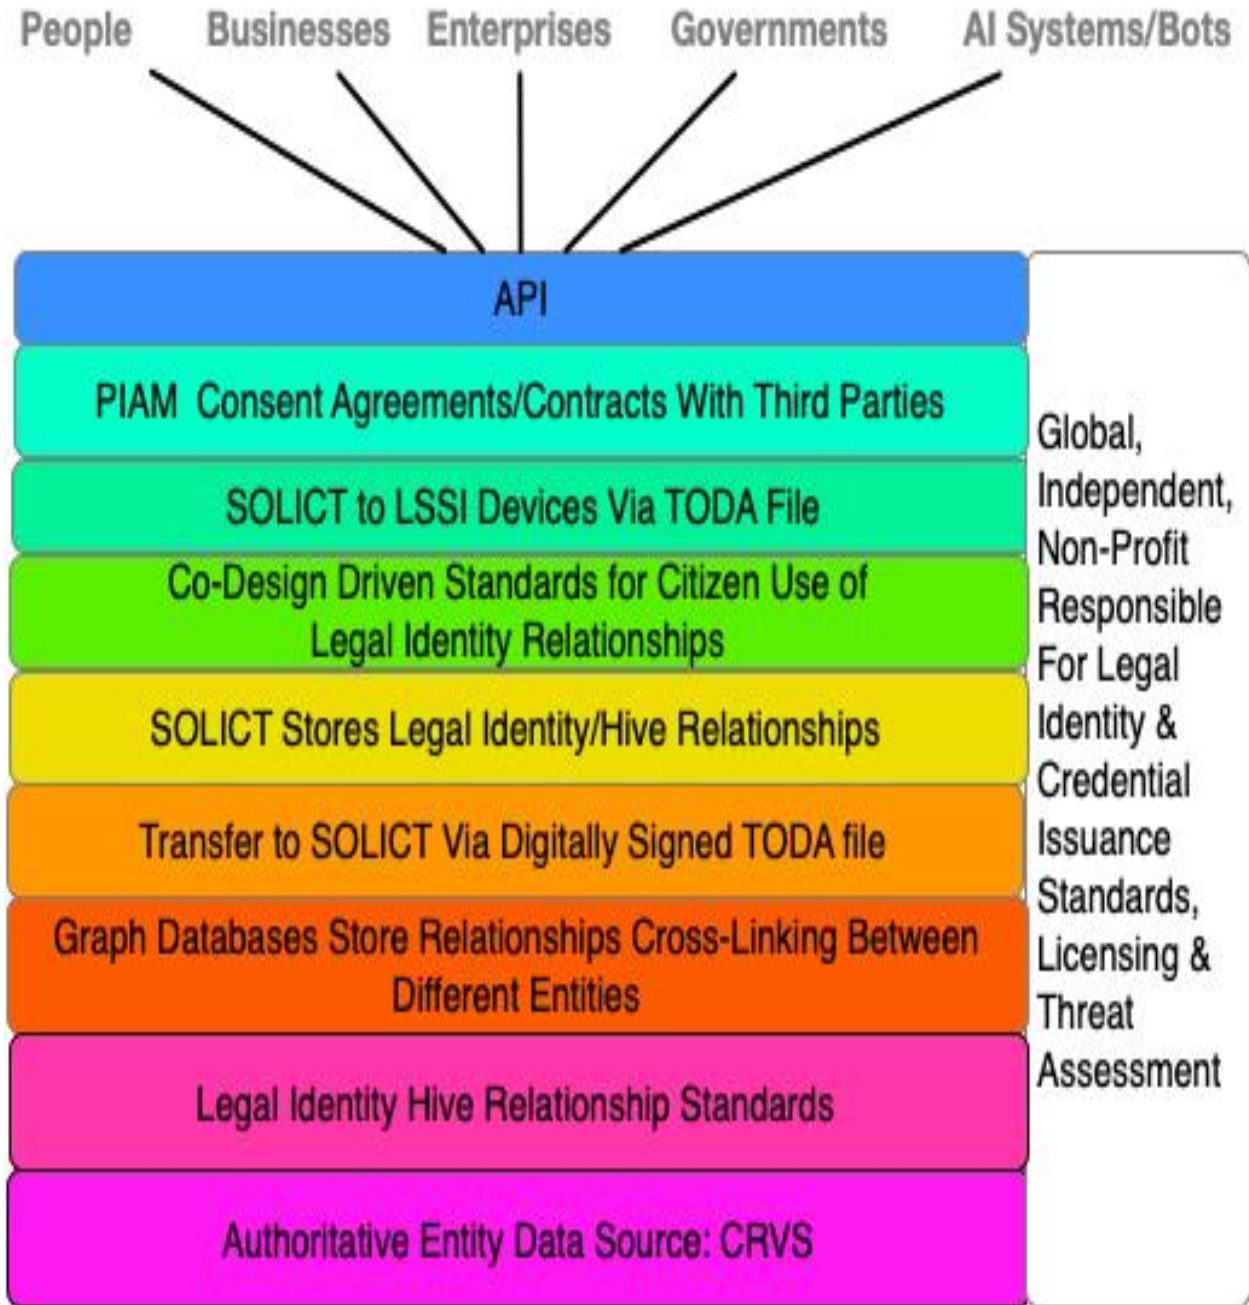 People Businesses Enterprises Governments AI Systems/Bots
API
PIAM Consent Agreements/Contracts With Third Parties
SOLICT to LSSI Devices Via TODA File
Co-Design Driven Standards for Citizen Use of
Legal Identity Relationships
SOLICT Stores Legal Identity/Hive Relationships
Transfer to SOLICT Via Digitally Signed TODA file
Graph Databases Store Relationships Cross-Linking Between
Different Entities
Legal Identity Hive Relationship Standards
Authoritative Entity Data Source: CRVS
Global,
Independent,
Non-Profit
Responsible
For Legal
Identity &
Credential
Issuance
Standards,
Licensing &
Threat
Assessment